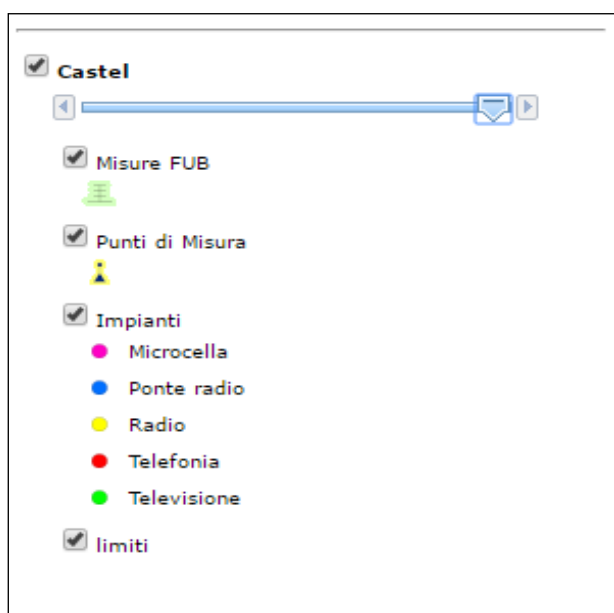 Castel
Misure FUB
Punti di Misura
Impianti
Microcella
Ponte radio
Radio
Telefonia
Televisione
limiti